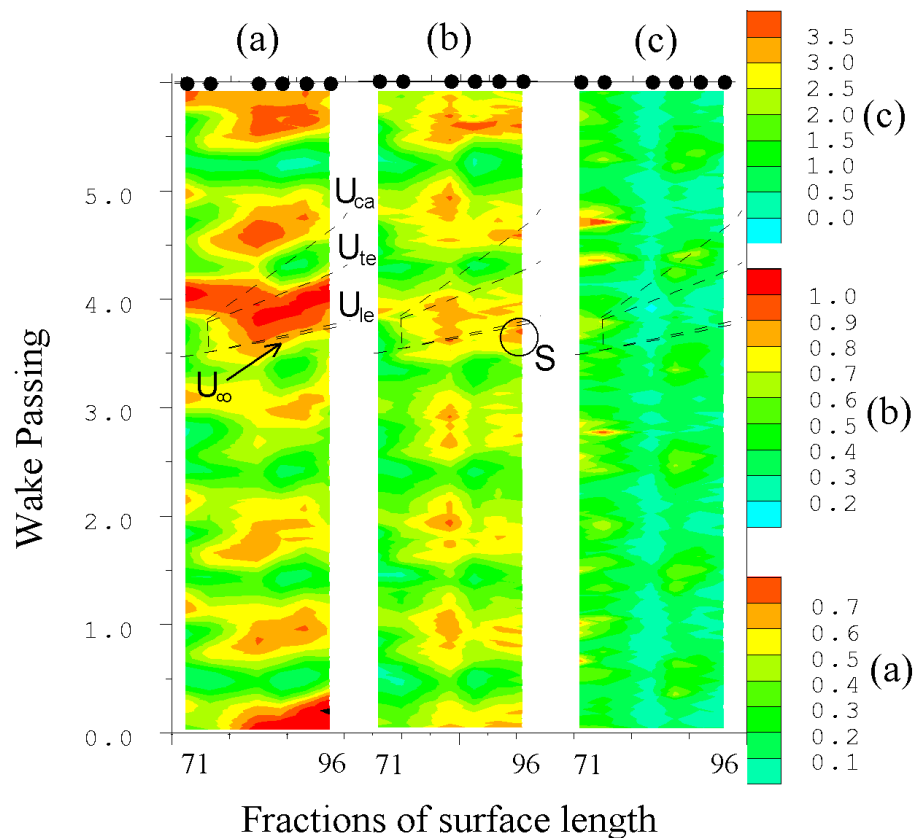 (a)
(b)
(c)
3.5
3.0
2.5
2.0
1.5
1.0
0.5
0.0
(c)
1.0
0.9
0.8
0.7
0.6
0.5
0.4
0.3
0.2
(b)
0.7
0.6
0.5
0.4
0.3
0.2
0.1
(a)
Wake Passing
5.0
4.0
3.0
2.0
1.0
0.0
Uca
Ute
Ule
U∞
S
71 96 71 96 71 96
Fractions of surface length